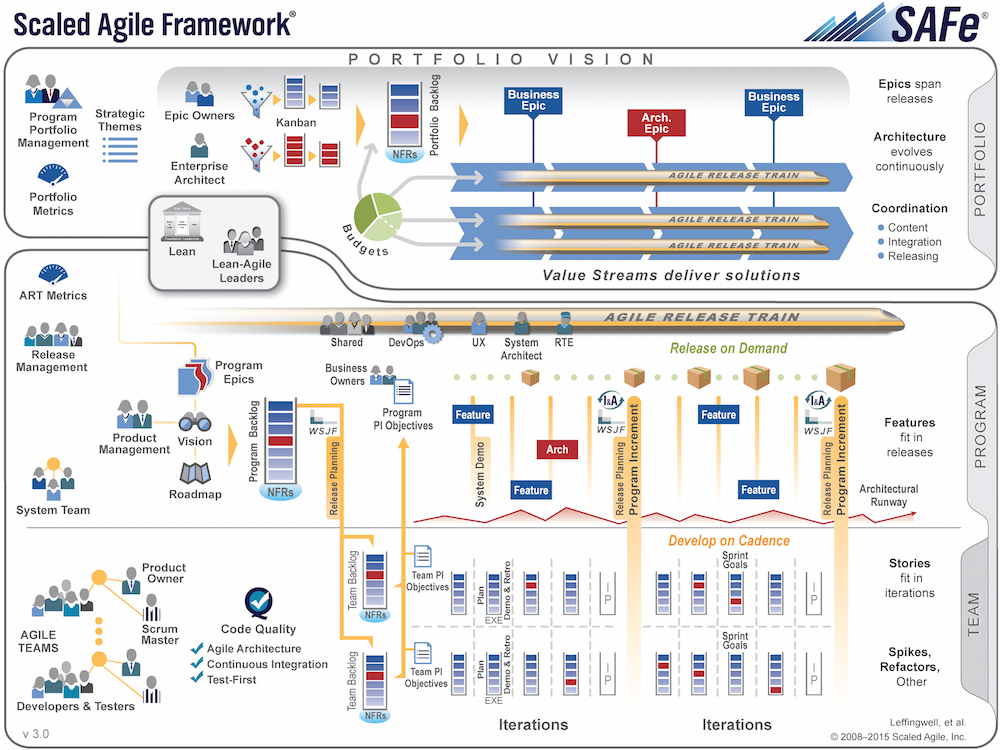 Scaled Agile Framework®
SAFe®
PORTFOLIO VISION
Program
Portfolio
Management
Strategic
Themes
Portfolio
Metrics
Epic Owners
Kanban
Enterprise
Architect
Portfolio Backlog
NFRs
Budgets
Business
Epic
Arch.
Epic
Business
Epic
AGILE RELEASE TRAIN
AGILE RELEASE TRAIN
AGILE RELEASE TRAIN
Value Streams deliver solutions
Epics span
releases
Architecture
evolves
continuously
Coordination
Content
Integration
Releasing
PORTFOLIO
Lean
Lean-Agile
Leaders
ART Metrics
Release
Management
AGILE RELEASE TRAIN
Shared
DevOps
UX
System
Architect
RTE
Release on Demand
Program
Epics
Business
Owners
Program
PI Objectives
Product
Management
Vision
Roadmap
Program Backlog
NFRs
WSJF
Release Planning
System Team
Feature
System Demo
Arch
Feature
I&A
WSJF
Release Planning
Program Increment
Feature
Feature
I&A
WSJF
Release Planning
Program Increment
Features
fit in
releases
Architectural
Runway
PROGRAM
Develop on Cadence
AGILE
TEAMS
Product
Owner
Scrum
Master
Developers & Testers
Code Quality
Agile Architecture
Continuous Integration
Test-First
Team Backlog
NFRs
Team PI
Objectives
Plan
EXE
Demo & Retro
I
P
Sprint
Goals
I
P
Team Backlog
NFRs
Team PI
Objectives
Plan
EXE
Demo & Retro
I
P
Sprint
Goals
I
P
Iterations
Iterations
Stories
fit in
iterations
Spikes,
Refactors,
Other
TEAM
v 3.0
Leffingwell, et al.
© 2008–2015 Scaled Agile, Inc.